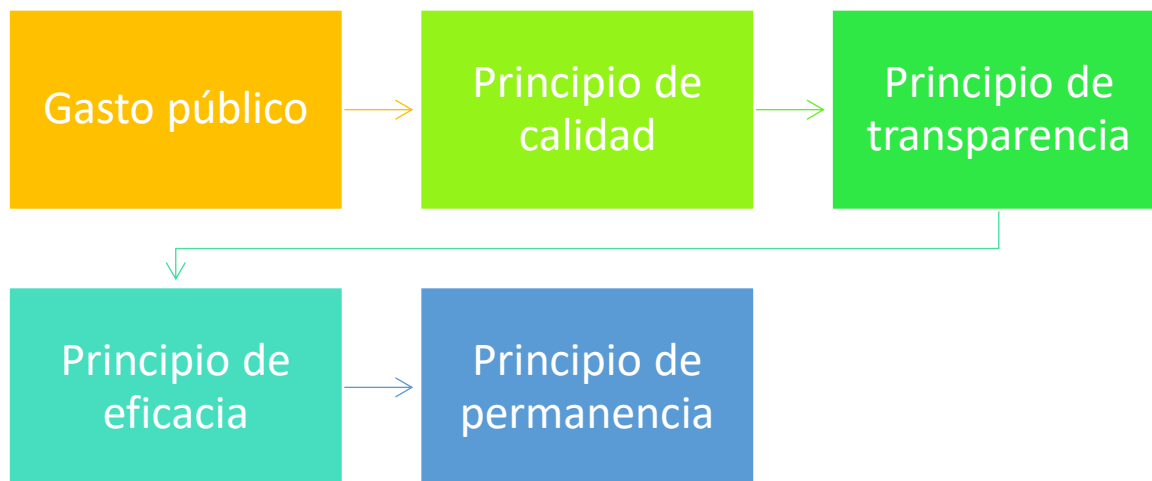 Gasto público
Principio de
calidad
Principio de
transparencia
Principio de
eficacia
Principio de
permanencia